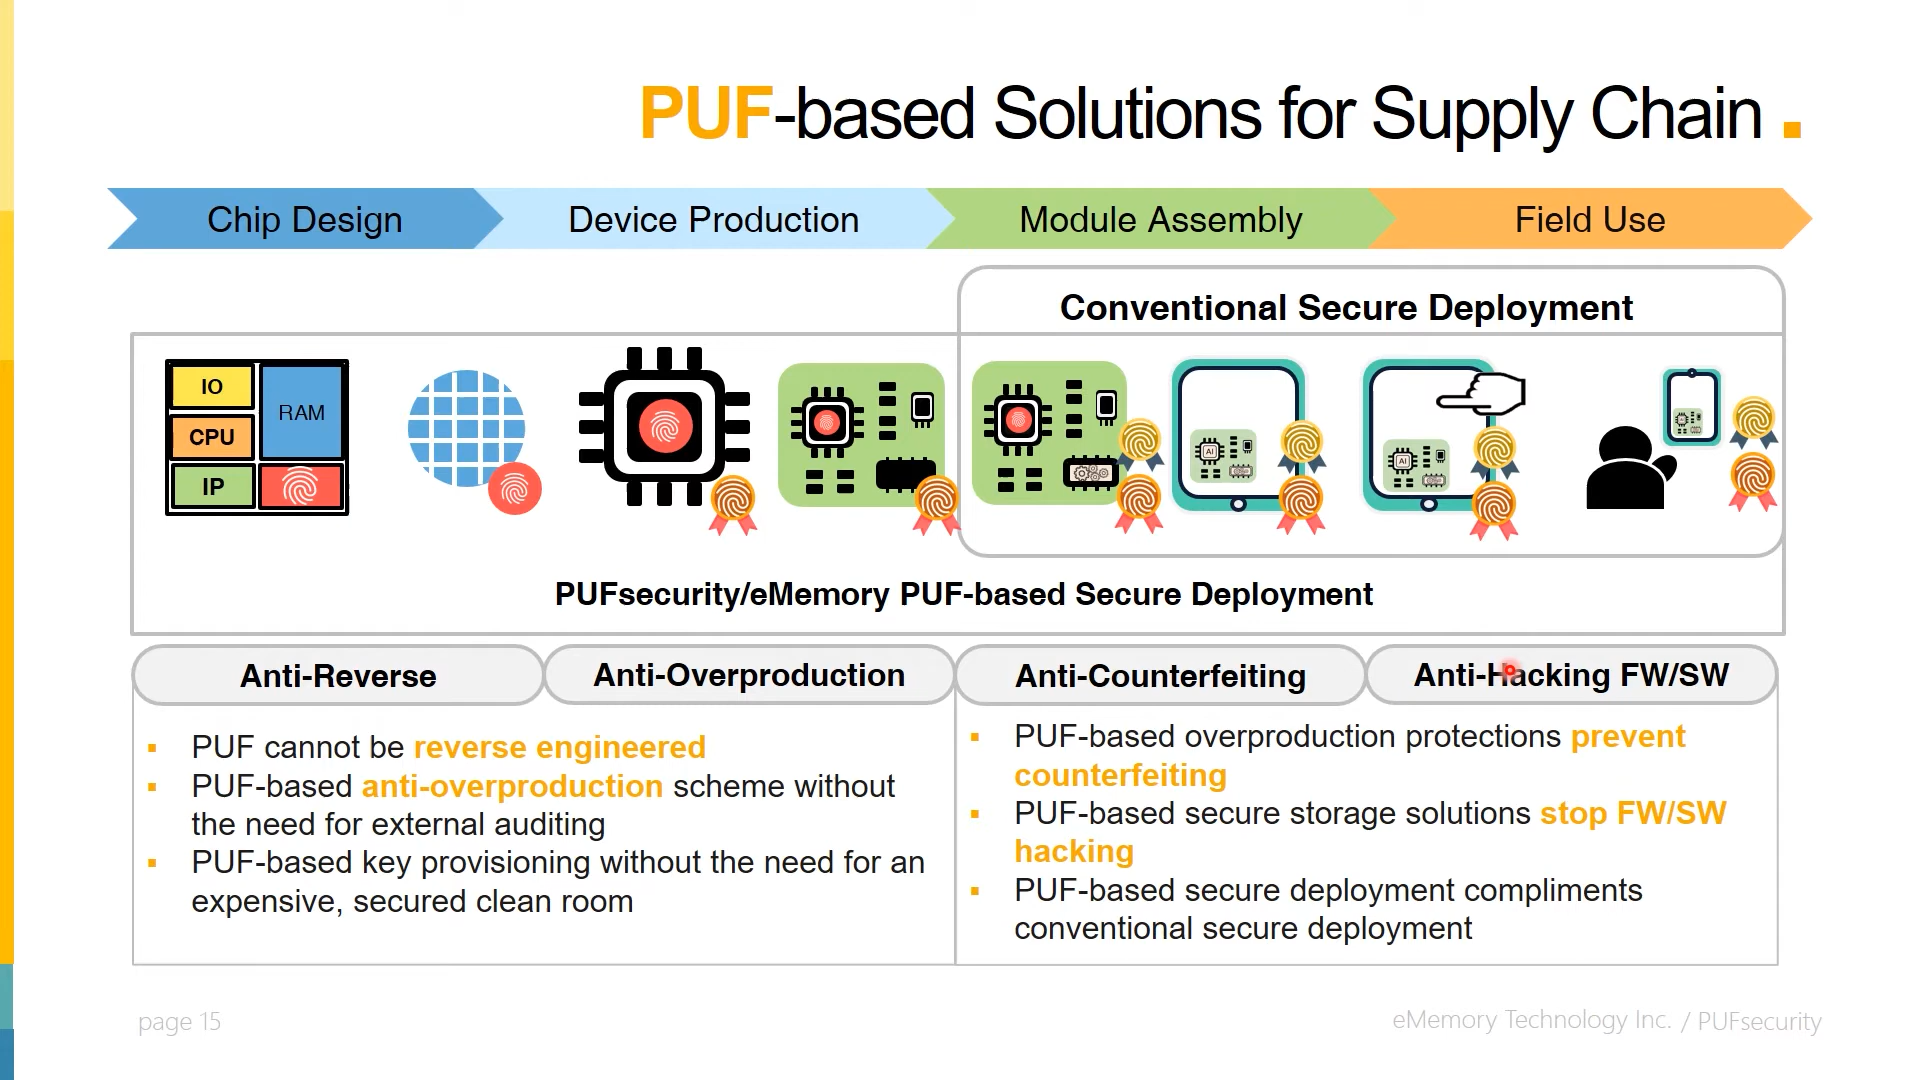 PUF-based Solutions for Supply Chain .
Chip Design
Device Production
Module Assembly
Field Use
Conventional Secure Deployment
IO
RAM
CPU
IP
AI
AI
PUFsecurity/eMemory PUF-based Secure Deployment
Anti-Reverse
Anti-Overproduction
Anti-Counterfeiting
Anti-Hacking FW/SW
▪ PUF cannot be reverse engineered
▪ PUF-based anti-overproduction scheme without
the need for external auditing
▪ PUF-based key provisioning without the need for an
expensive, secured clean room
▪ PUF-based overproduction protections prevent
counterfeiting
▪ PUF-based secure storage solutions stop FW/SW
hacking
▪ PUF-based secure deployment compliments
conventional secure deployment
page 15
eMemory Technology Inc. / PUFsecurity